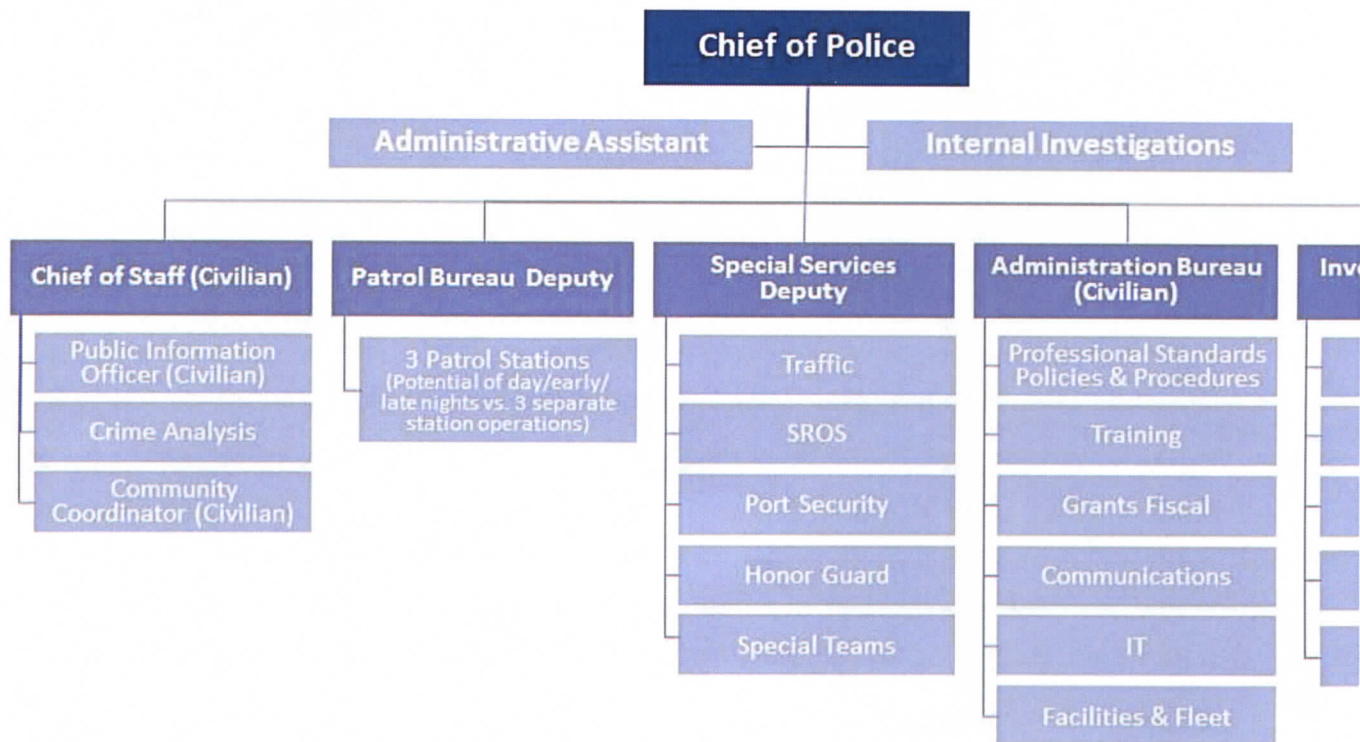 Chief of Police
Administrative Assistant
Internal Investigations
Chief of Staff (Civilian)
Public Information
Officer (Civilian)
Crime Analysis
Community
Coordinator (Civilian)
Patrol Bureau Deputy
3 Patrol Stations
(Potential of day/early/
late nights vs. 3 separate
station operations)
Special Services
Deputy
Traffic
SROS
Port Security
Honor Guard
Special Teams
Administration Bureau
(Civilian)
Professional Standards
Policies & Procedures
Training
Grants Fiscal
Communications
IT
Facilities & Fleet